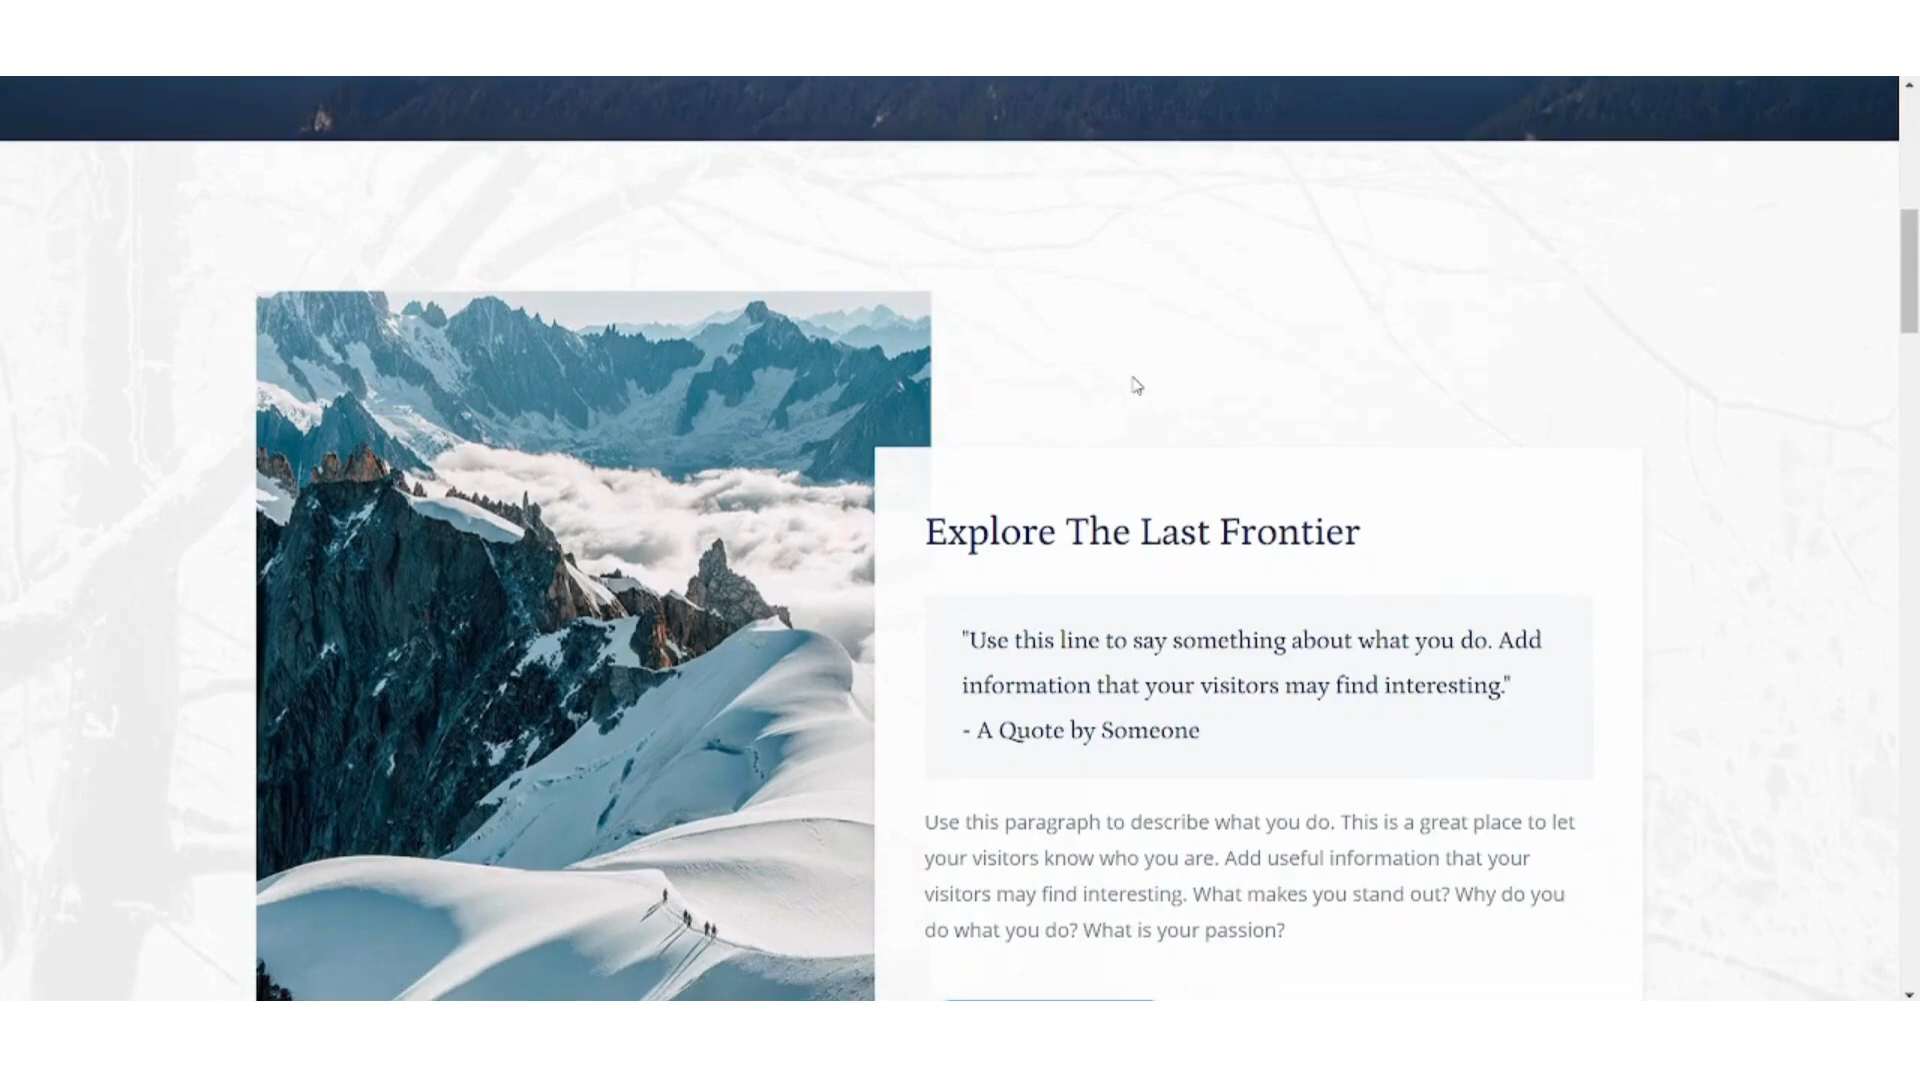 Explore The Last Frontier
"Use this line to say something about what you do. Add
information that your visitors may find interesting."
- A Quote by Someone
Use this paragraph to describe what you do. This is a great place to let
your visitors know who you are. Add useful information that your
visitors may find interesting. What makes you stand out? Why do you
do what you do? What is your passion?